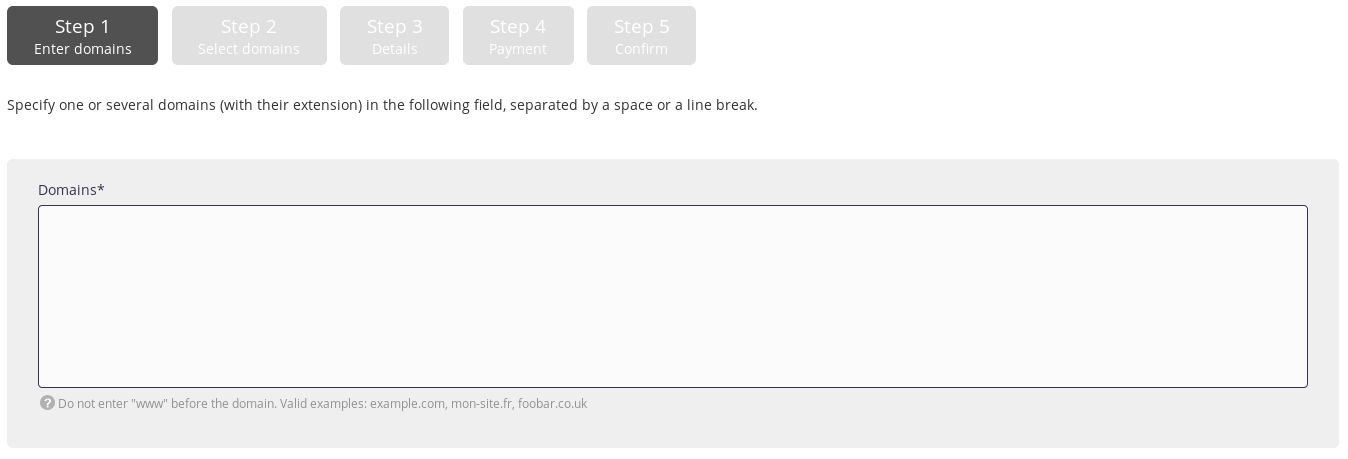 Step 1
Enter domains
Step 2
Select domains
Step 3
Details
Step 4
Payment
Step 5
Confirm
Specify one or several domains (with their extension) in the following field, separated by a space or a line break.
Domains*
? Do not enter "www" before the domain. Valid examples: example.com, mon-site.fr, foobar.co.uk